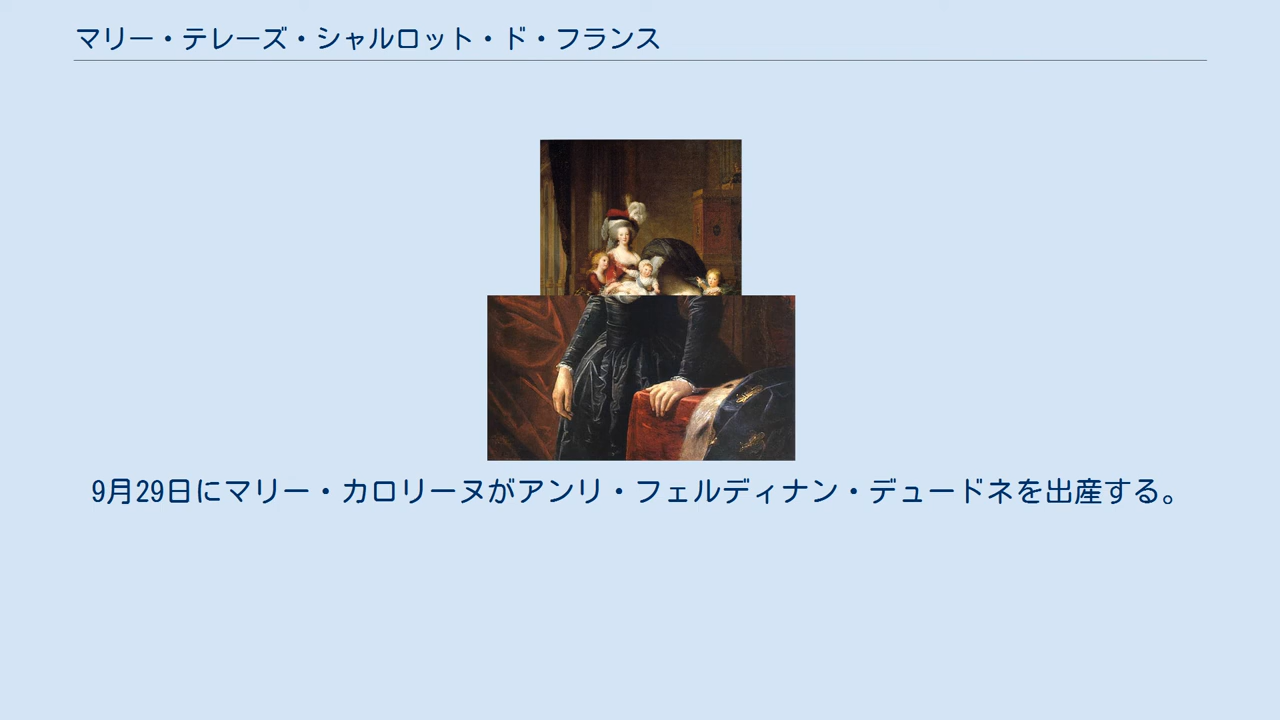 マリー・テレーズ・シャルロット・ド・フランス
9月29日にマリー・カロリーヌがアンリ・フェルディナン・デュードネを出産する。